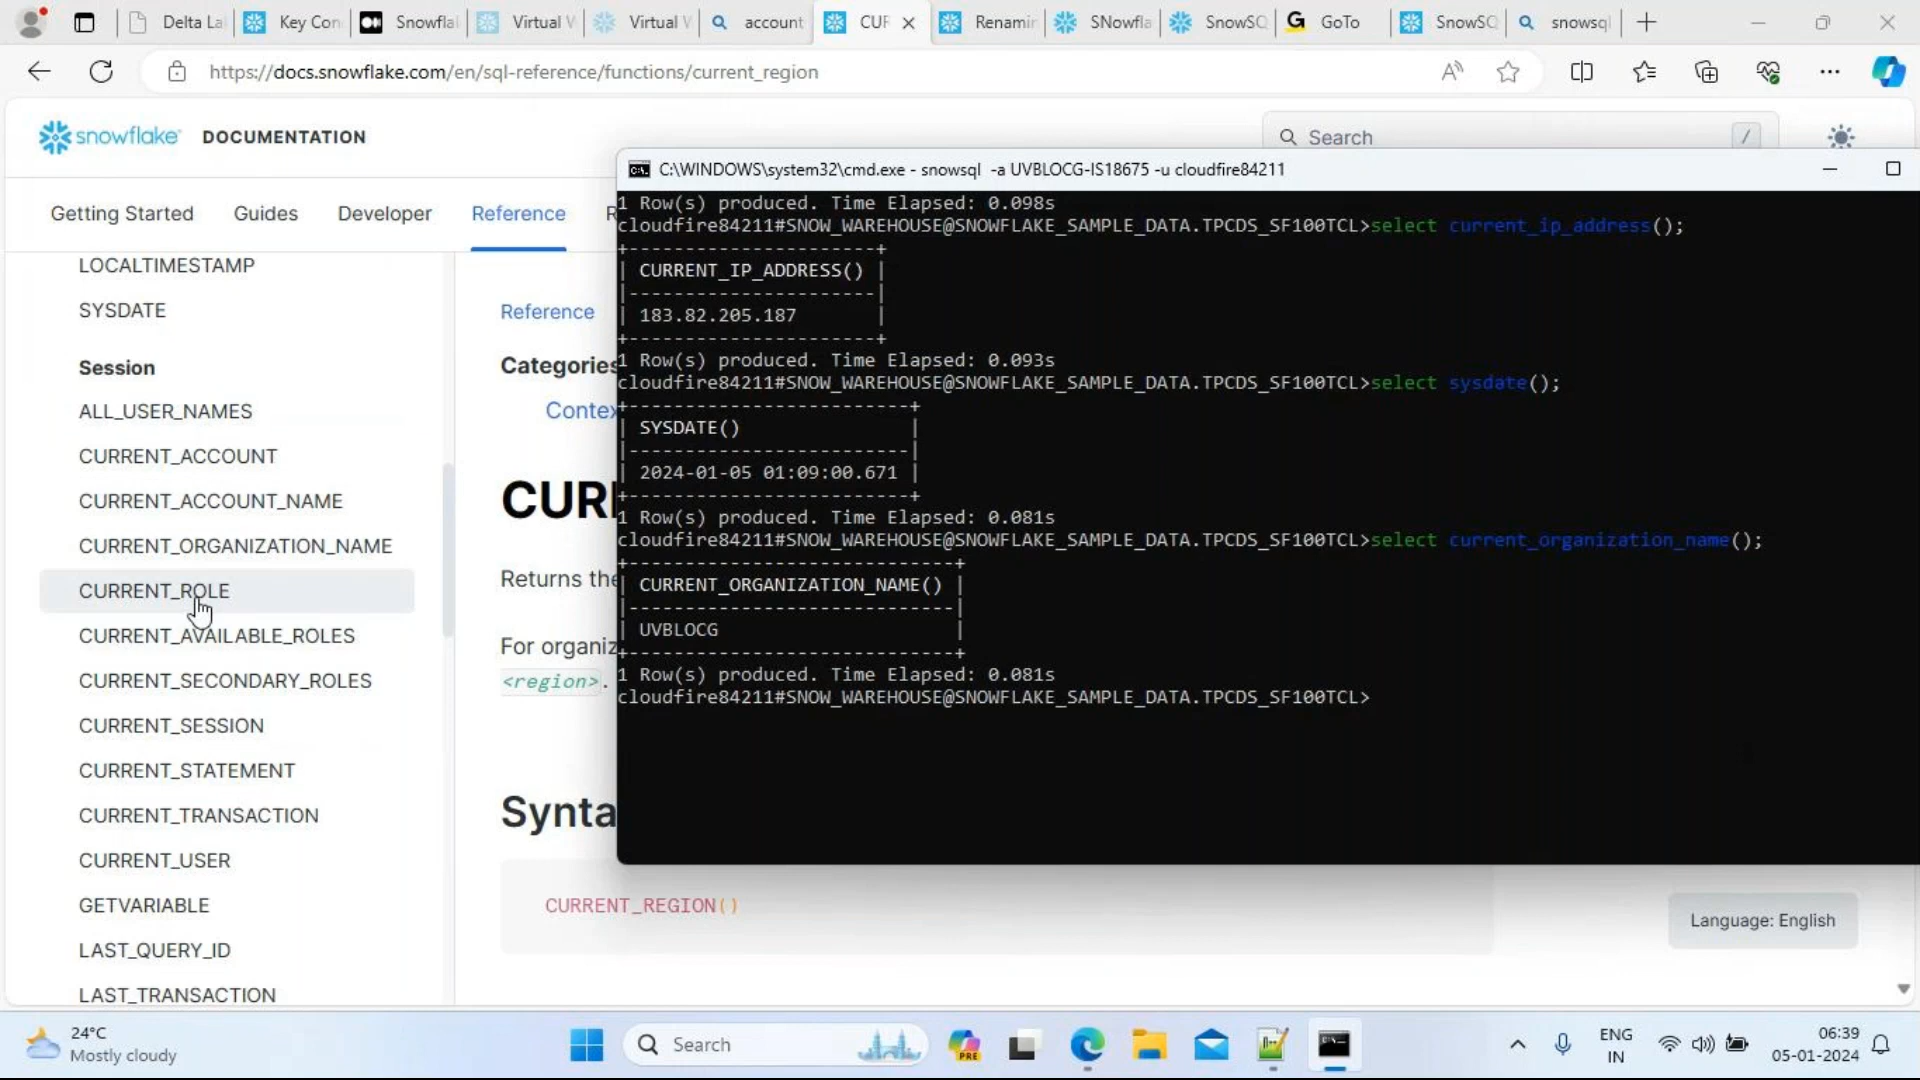 Delta La
Key Con
Snowfla
Virtual V
Virtual V
account
CUR
Renamin
SNowfla
SnowSQ
G
GoTo
SnowSQ
snowsql
https://docs.snowflake.com/en/sql-reference/functions/current_region
snowflake DOCUMENTATION
Search /
Getting Started Guides Developer Reference R
LOCALTIMESTAMP
SYSDATE
Session
ALL_USER_NAMES
CURRENT_ACCOUNT
CURRENT_ACCOUNT_NAME
CURRENT_ORGANIZATION_NAME
CURRENT_ROLE
CURRENT_AVAILABLE_ROLES
CURRENT_SECONDARY_ROLES
CURRENT_SESSION
CURRENT_STATEMENT
CURRENT_TRANSACTION
CURRENT_USER
GETVARIABLE
LAST_QUERY_ID
LAST_TRANSACTION
Reference
Categories
Contex
CURR
Returns the
For organiz
<region>.
Synta
CURRENT_REGION()
Language: English
C:\WINDOWS\system32\cmd.exe - snowsql -a UVBLOCG-IS18675 -u cloudfire84211
1 Row(s) produced. Time Elapsed: 0.098s
cloudfire84211#SNOW_WAREHOUSE@SNOWFLAKE_SAMPLE_DATA.TPCDS_SF100TCL>select current_ip_address();
+----------------------+
| CURRENT_IP_ADDRESS() |
|----------------------|
| 183.82.205.187       |
+----------------------+
1 Row(s) produced. Time Elapsed: 0.093s
cloudfire84211#SNOW_WAREHOUSE@SNOWFLAKE_SAMPLE_DATA.TPCDS_SF100TCL>select sysdate();
+-------------------------+
| SYSDATE()               |
|-------------------------|
| 2024-01-05 01:09:00.671 |
+-------------------------+
1 Row(s) produced. Time Elapsed: 0.081s
cloudfire84211#SNOW_WAREHOUSE@SNOWFLAKE_SAMPLE_DATA.TPCDS_SF100TCL>select current_organization_name();
+-----------------------------+
| CURRENT_ORGANIZATION_NAME() |
|-----------------------------|
| UVBLOCG                     |
+-----------------------------+
1 Row(s) produced. Time Elapsed: 0.081s
cloudfire84211#SNOW_WAREHOUSE@SNOWFLAKE_SAMPLE_DATA.TPCDS_SF100TCL>
24°C
Mostly cloudy
Search
PRE
ENG
IN
06:39
05-01-2024